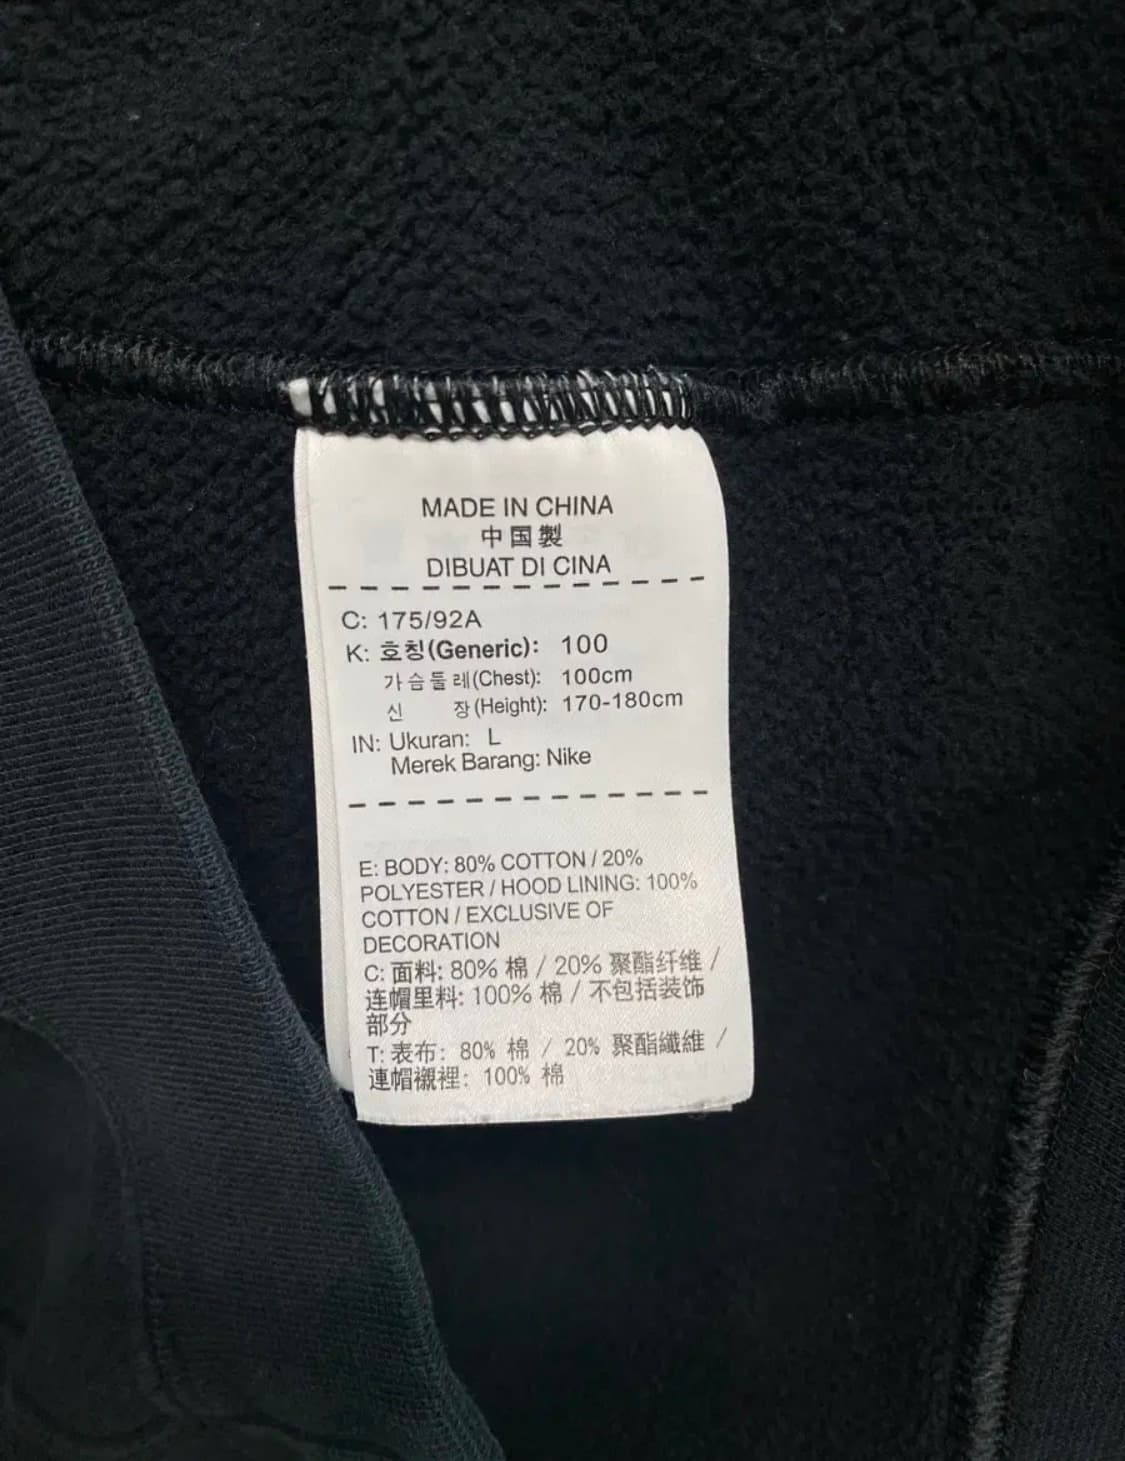 MADE IN CHINA
中国製
DIBUAT DI CINA
C: 175/92A
K: 호칭(Generic): 100
가슴둘레(Chest): 100cm
신 장(Height): 170-180cm
IN: Ukuran: L
Merek Barang: Nike
E: BODY: 80% COTTON / 20%
POLYESTER / HOOD LINING: 100%
COTTON / EXCLUSIVE OF
DECORATION
C: 面料: 80% 棉 / 20% 聚酯纤维 /
连帽里料: 100% 棉 / 不包括装饰
部分
T: 表布: 80% 棉 / 20% 聚酯纖維 /
連帽襯裡: 100% 棉